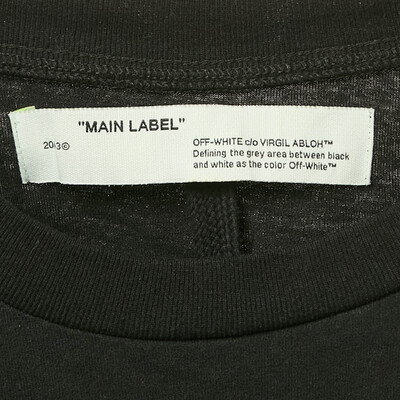 "MAIN LABEL"
2013©
OFF-WHITE c/o VIRGIL ABLOH™
Defining the grey area between black
and white as the color Off-White™